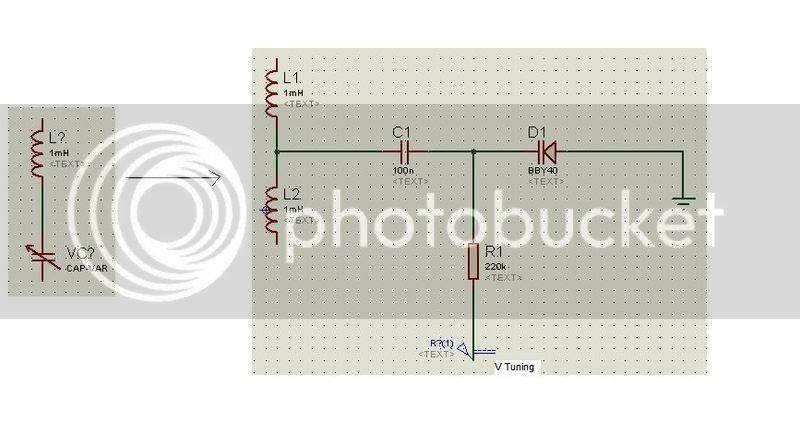 L?
1mH
<TEXT>
VC?
CAP-VAR
L1
1mH
<TEXT>
C1
100n
<TEXT>
D1
BBY40
<TEXT>
L2
1mH
<TEXT>
photobucket
R1
220k
<TEXT>
R?(1)
<TEXT>
V Tuning